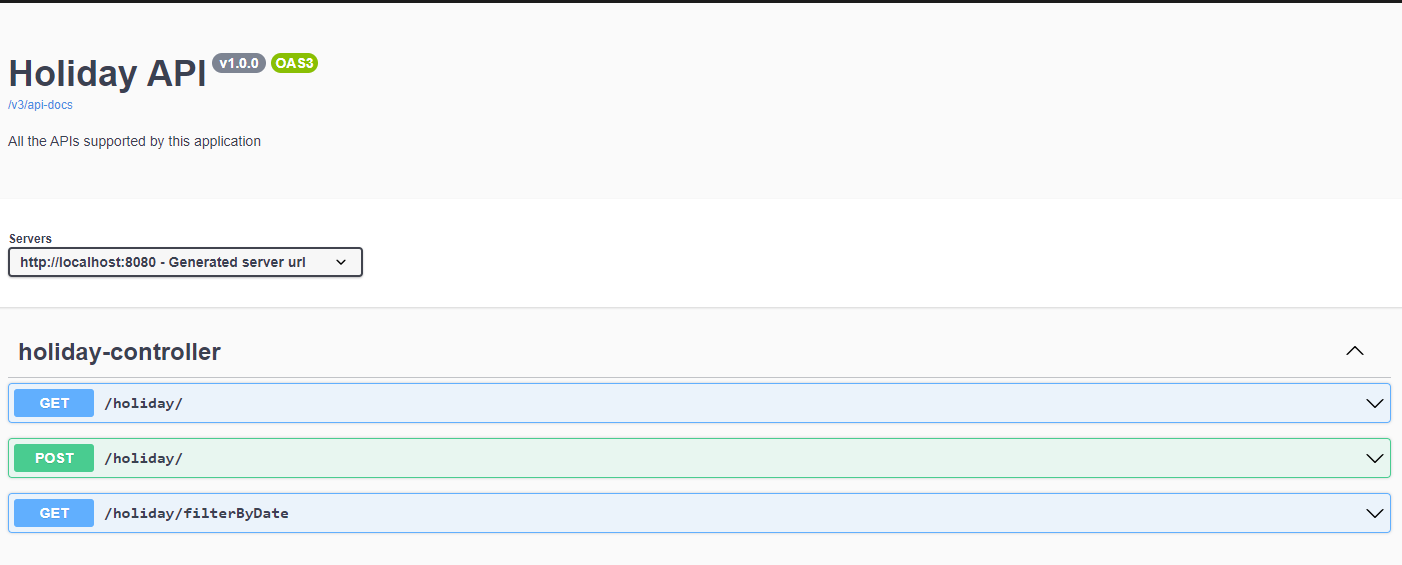 Holiday API v1.0.0 OAS3
/v3/api-docs
All the APIs supported by this application
Servers
http://localhost:8080 - Generated server url
holiday-controller
GET /holiday/
POST /holiday/
GET /holiday/filterByDate